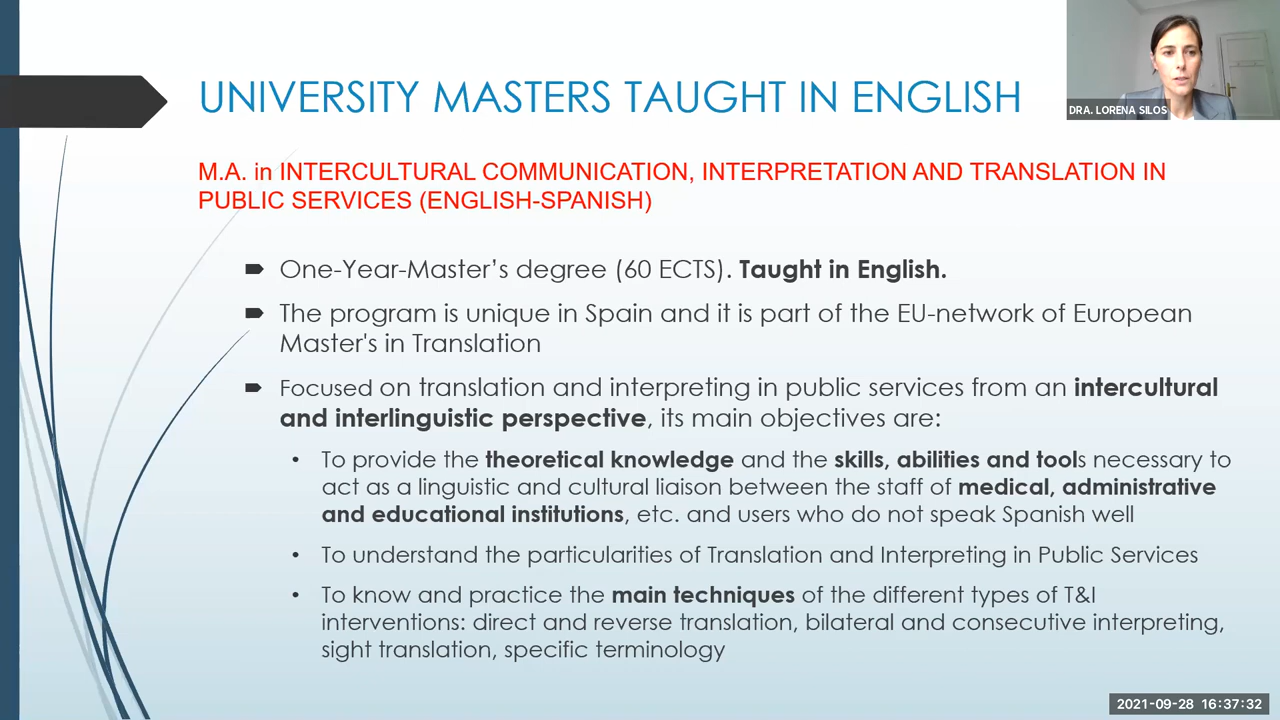 UNIVERSITY MASTERS TAUGHT IN ENGLISH
DRA. LORENA SILOS
M.A. in INTERCULTURAL COMMUNICATION, INTERPRETATION AND TRANSLATION IN
PUBLIC SERVICES (ENGLISH-SPANISH)
One-Year-Master’s degree (60 ECTS). Taught in English.
The program is unique in Spain and it is part of the EU-network of European
Master's in Translation
Focused on translation and interpreting in public services from an intercultural
and interlinguistic perspective, its main objectives are:
• To provide the theoretical knowledge and the skills, abilities and tools necessary to
act as a linguistic and cultural liaison between the staff of medical, administrative
and educational institutions, etc. and users who do not speak Spanish well
• To understand the particularities of Translation and Interpreting in Public Services
• To know and practice the main techniques of the different types of T&I
interventions: direct and reverse translation, bilateral and consecutive interpreting,
sight translation, specific terminology
2021-09-28 16:37:32